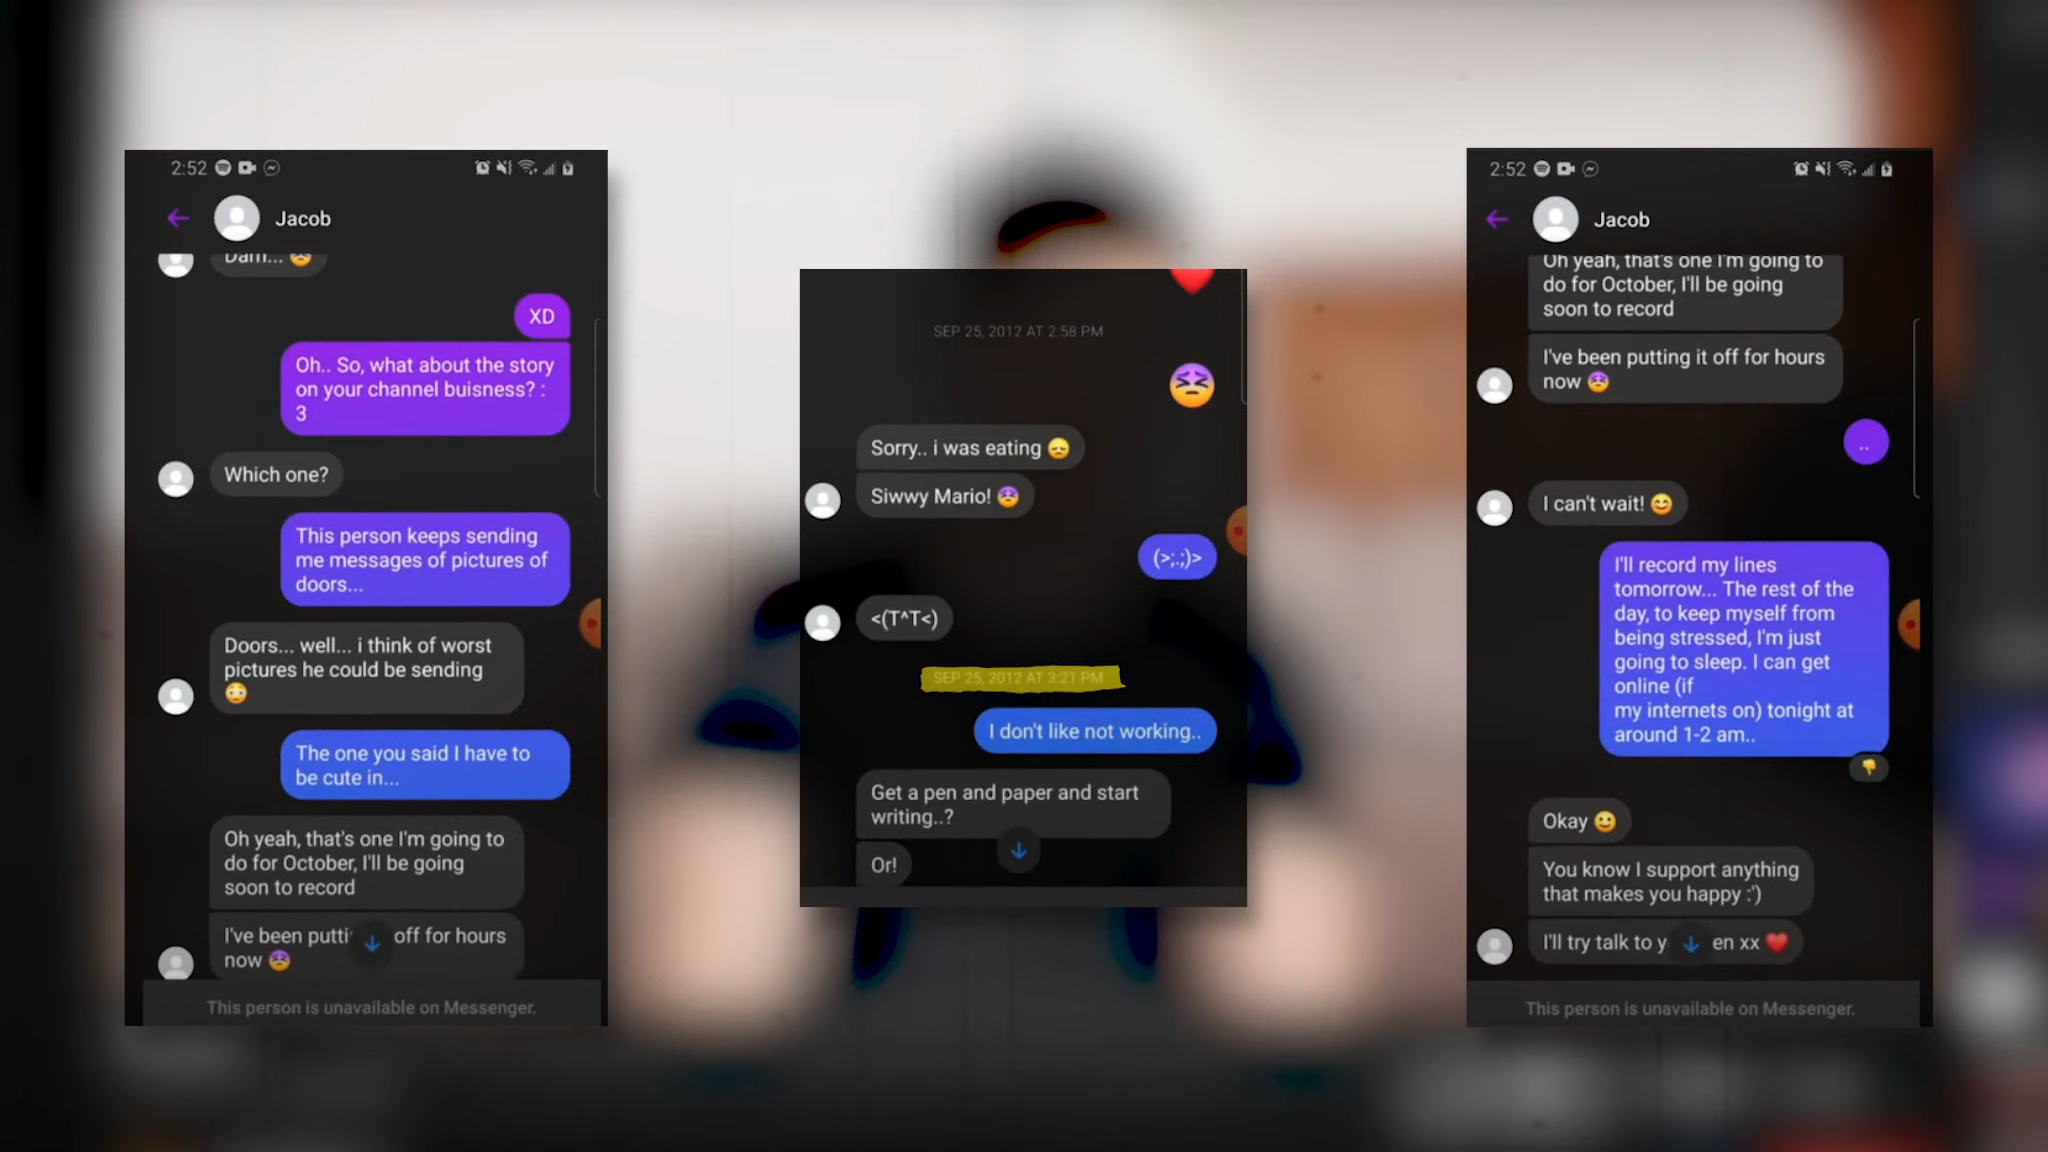 2:52
Jacob
Dam...
XD
Oh.. So, what about the story
on your channel buisness? :
3
Which one?
This person keeps sending
me messages of pictures of
doors...
Doors... well... i think of worst
pictures he could be sending
😳
The one you said I have to
be cute in...
Oh yeah, that's one I'm going to
do for October, I'll be going
soon to record
I've been putti off for hours
now 😣
This person is unavailable on Messenger.
❤️
SEP 25, 2012 AT 2:58 PM
😣
Sorry.. i was eating 😞
Siwwy Mario! 😣
(>;.;)>
<(T^T<)
SEP 25, 2012 AT 3:21 PM
I don't like not working..
Get a pen and paper and start
writing..?
Or!
2:52
Jacob
Oh yeah, that's one I'm going to
do for October, I'll be going
soon to record
I've been putting it off for hours
now 😣
..
I can't wait! 😊
I'll record my lines
tomorrow... The rest of the
day, to keep myself from
being stressed, I'm just
going to sleep. I can get
online (if
my internets on) tonight at
around 1-2 am..
👎
Okay 🙂
You know I support anything
that makes you happy :')
I'll try talk to y en xx ❤️
This person is unavailable on Messenger.